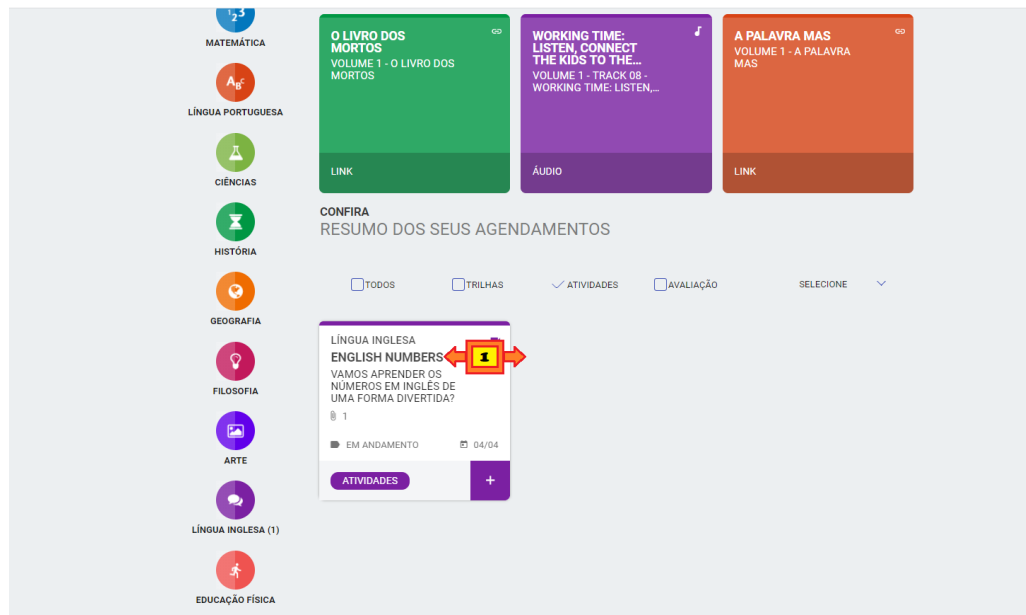 123
MATEMÁTICA
ABC
LÍNGUA PORTUGUESA
CIÊNCIAS
HISTÓRIA
GEOGRAFIA
FILOSOFIA
ARTE
LÍNGUA INGLESA (1)
EDUCAÇÃO FÍSICA
O LIVRO DOS
MORTOS
VOLUME 1 - O LIVRO DOS
MORTOS
LINK
WORKING TIME:
LISTEN, CONNECT
THE KIDS TO THE...
VOLUME 1 - TRACK 08 -
WORKING TIME: LISTEN,...
ÁUDIO
A PALAVRA MAS
VOLUME 1 - A PALAVRA
MAS
LINK
CONFIRA
RESUMO DOS SEUS AGENDAMENTOS
TODOS
TRILHAS
ATIVIDADES
AVALIAÇÃO
SELECIONE
LÍNGUA INGLESA
ENGLISH NUMBERS
1
VAMOS APRENDER OS
NÚMEROS EM INGLÊS DE
UMA FORMA DIVERTIDA?
1
EM ANDAMENTO 04/04
ATIVIDADES +